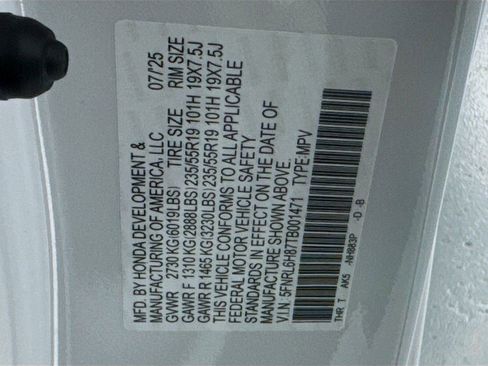 MFD. BY HONDA DEVELOPMENT &
MANUFACTURING OF AMERICA, LLC 07/25
GVWR 2730 KG(6019LBS) TIRE SIZE RIM SIZE
GAWR F 1310 KG(2888LBS) 235/55R19 101H 19X7.5J
GAWR R 1465 KG(3230LBS) 235/55R19 101H 19X7.5J
THIS VEHICLE CONFORMS TO ALL APPLICABLE
FEDERAL MOTOR VEHICLE SAFETY
STANDARDS IN EFFECT ON THE DATE OF
MANUFACTURE SHOWN ABOVE.
V.I.N. 5FNRL6H87TB001471 TYPE:MPV
THR T AK5 -NH883P -D -B